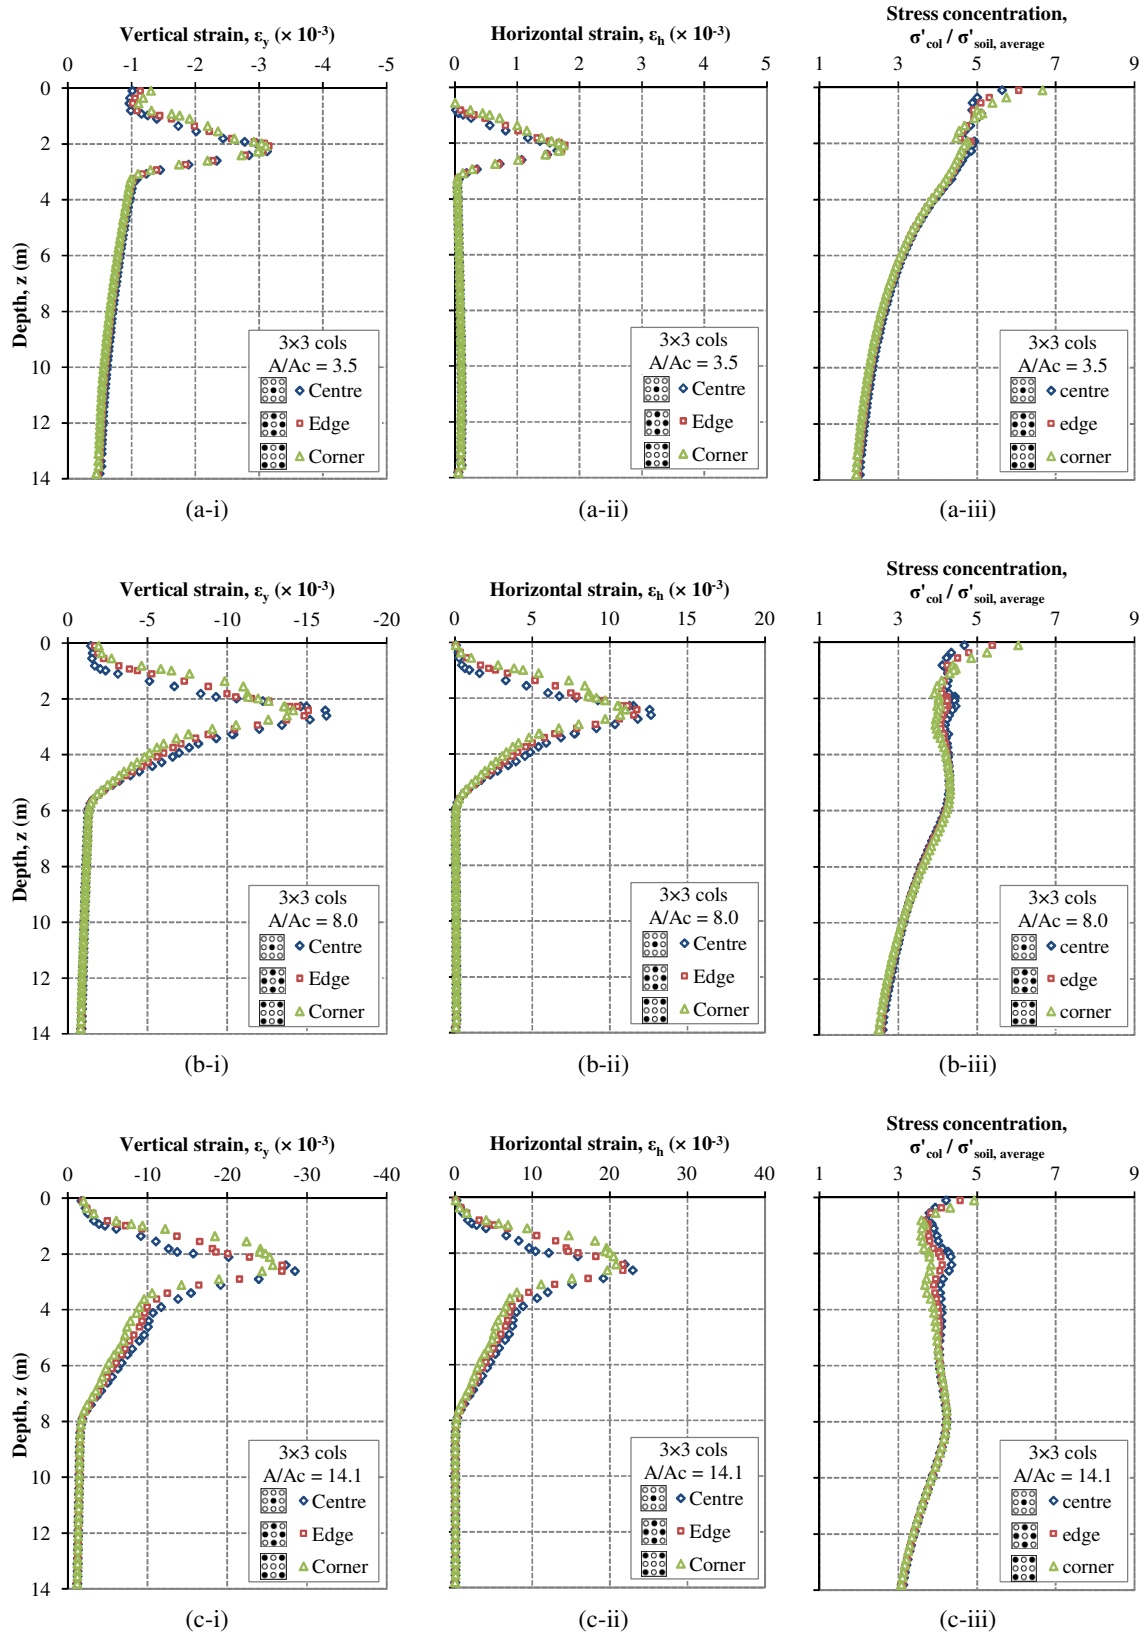 Vertical strain, εy (× 10-3)
0 -1 -2 -3 -4 -5
0
2
4
6
8
10
12
14
Depth, z (m)
3×3 cols
A/Ac = 3.5
Centre
Edge
Corner
(a-i)
Horizontal strain, εh (× 10-3)
0 1 2 3 4 5
3×3 cols
A/Ac = 3.5
Centre
Edge
Corner
(a-ii)
Stress concentration,
σ'col / σ'soil, average
1 3 5 7 9
3×3 cols
A/Ac = 3.5
centre
edge
corner
(a-iii)
Vertical strain, εy (× 10-3)
0 -5 -10 -15 -20
0
2
4
6
8
10
12
14
Depth, z (m)
3×3 cols
A/Ac = 8.0
Centre
Edge
Corner
(b-i)
Horizontal strain, εh (× 10-3)
0 5 10 15 20
3×3 cols
A/Ac = 8.0
Centre
Edge
Corner
(b-ii)
Stress concentration,
σ'col / σ'soil, average
1 3 5 7 9
3×3 cols
A/Ac = 8.0
centre
edge
corner
(b-iii)
Vertical strain, εy (× 10-3)
0 -10 -20 -30 -40
0
2
4
6
8
10
12
14
Depth, z (m)
3×3 cols
A/Ac = 14.1
Centre
Edge
Corner
(c-i)
Horizontal strain, εh (× 10-3)
0 10 20 30 40
3×3 cols
A/Ac = 14.1
Centre
Edge
Corner
(c-ii)
Stress concentration,
σ'col / σ'soil, average
1 3 5 7 9
3×3 cols
A/Ac = 14.1
centre
edge
corner
(c-iii)